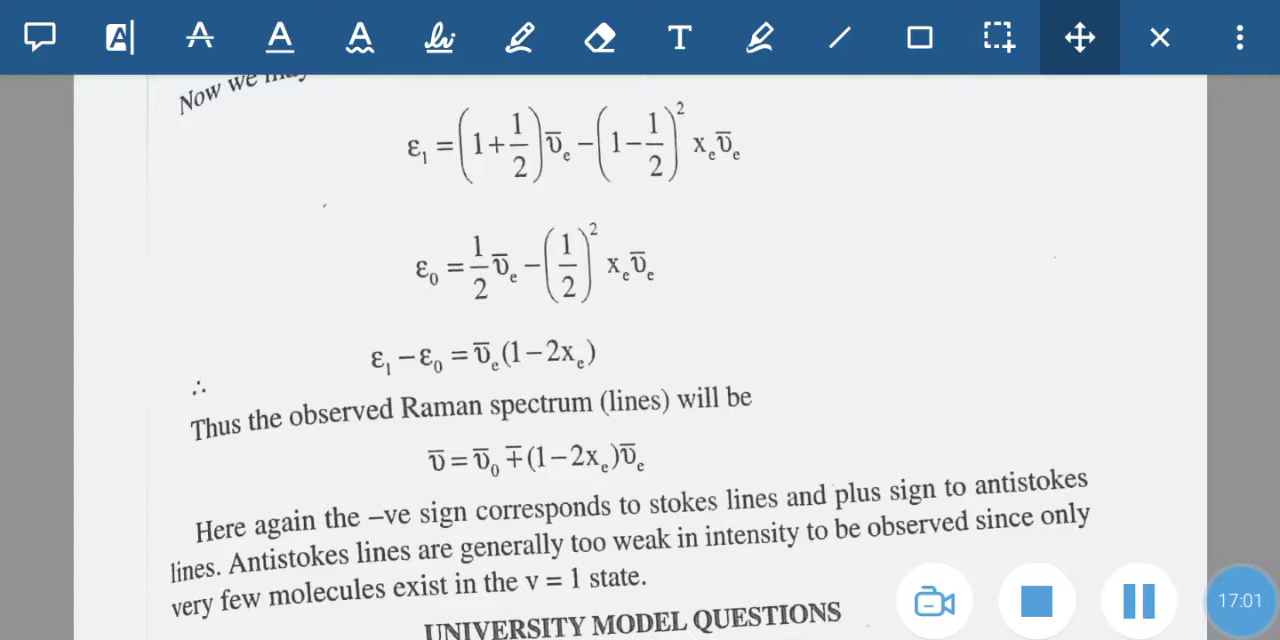 Now we may
ε₁ = (1 + 1/2) ῡₑ − (1 − 1/2)² xₑῡₑ
ε₀ = 1/2 ῡₑ − (1/2)² xₑῡₑ
∴ ε₁ − ε₀ = ῡₑ(1 − 2xₑ)
Thus the observed Raman spectrum (lines) will be
ῡ = ῡ₀ ∓ (1 − 2xₑ)ῡₑ
Here again the –ve sign corresponds to stokes lines and plus sign to antistokes
lines. Antistokes lines are generally too weak in intensity to be observed since only
very few molecules exist in the v = 1 state.
UNIVERSITY MODEL QUESTIONS
17:01